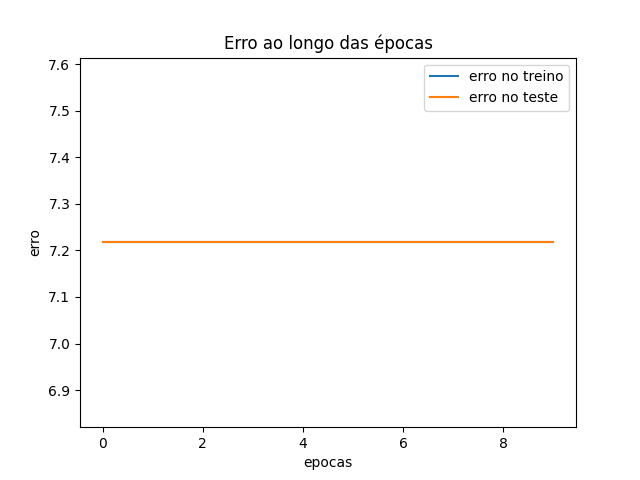 Erro ao longo das épocas
erro no treino
erro no teste
7.6
7.5
7.4
7.3
7.2
7.1
7.0
6.9
erro
0 2 4 6 8
epocas